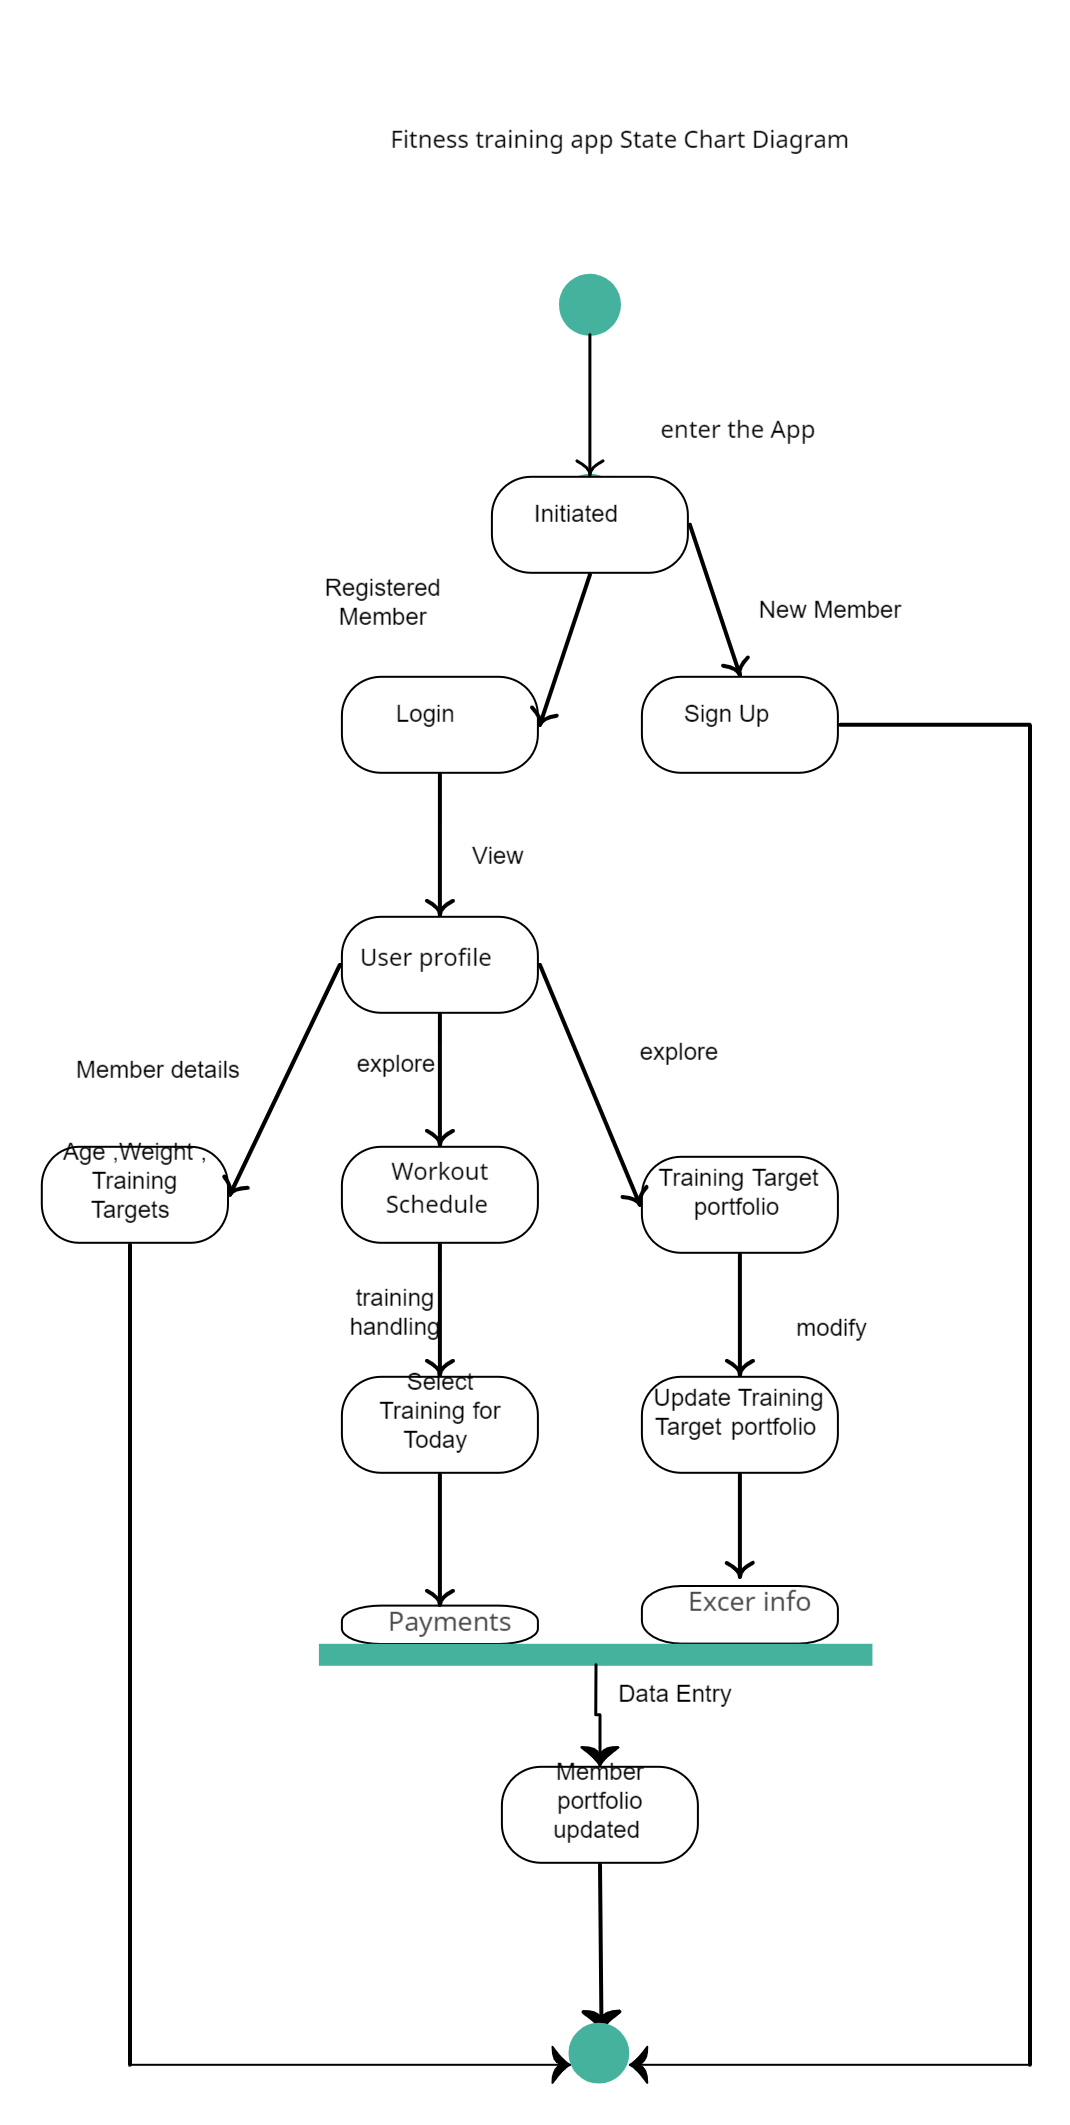 Fitness training app State Chart Diagram
enter the App
Initiated
Registered
Member
New Member
Login
Sign Up
View
User profile
explore
explore
Member details
Age ,Weight ,
Training
Targets
Workout
Schedule
Training Target
portfolio
training
handling
modify
Select
Training for
Today
Update Training
Target portfolio
Payments
Excer info
Data Entry
Member
portfolio
updated